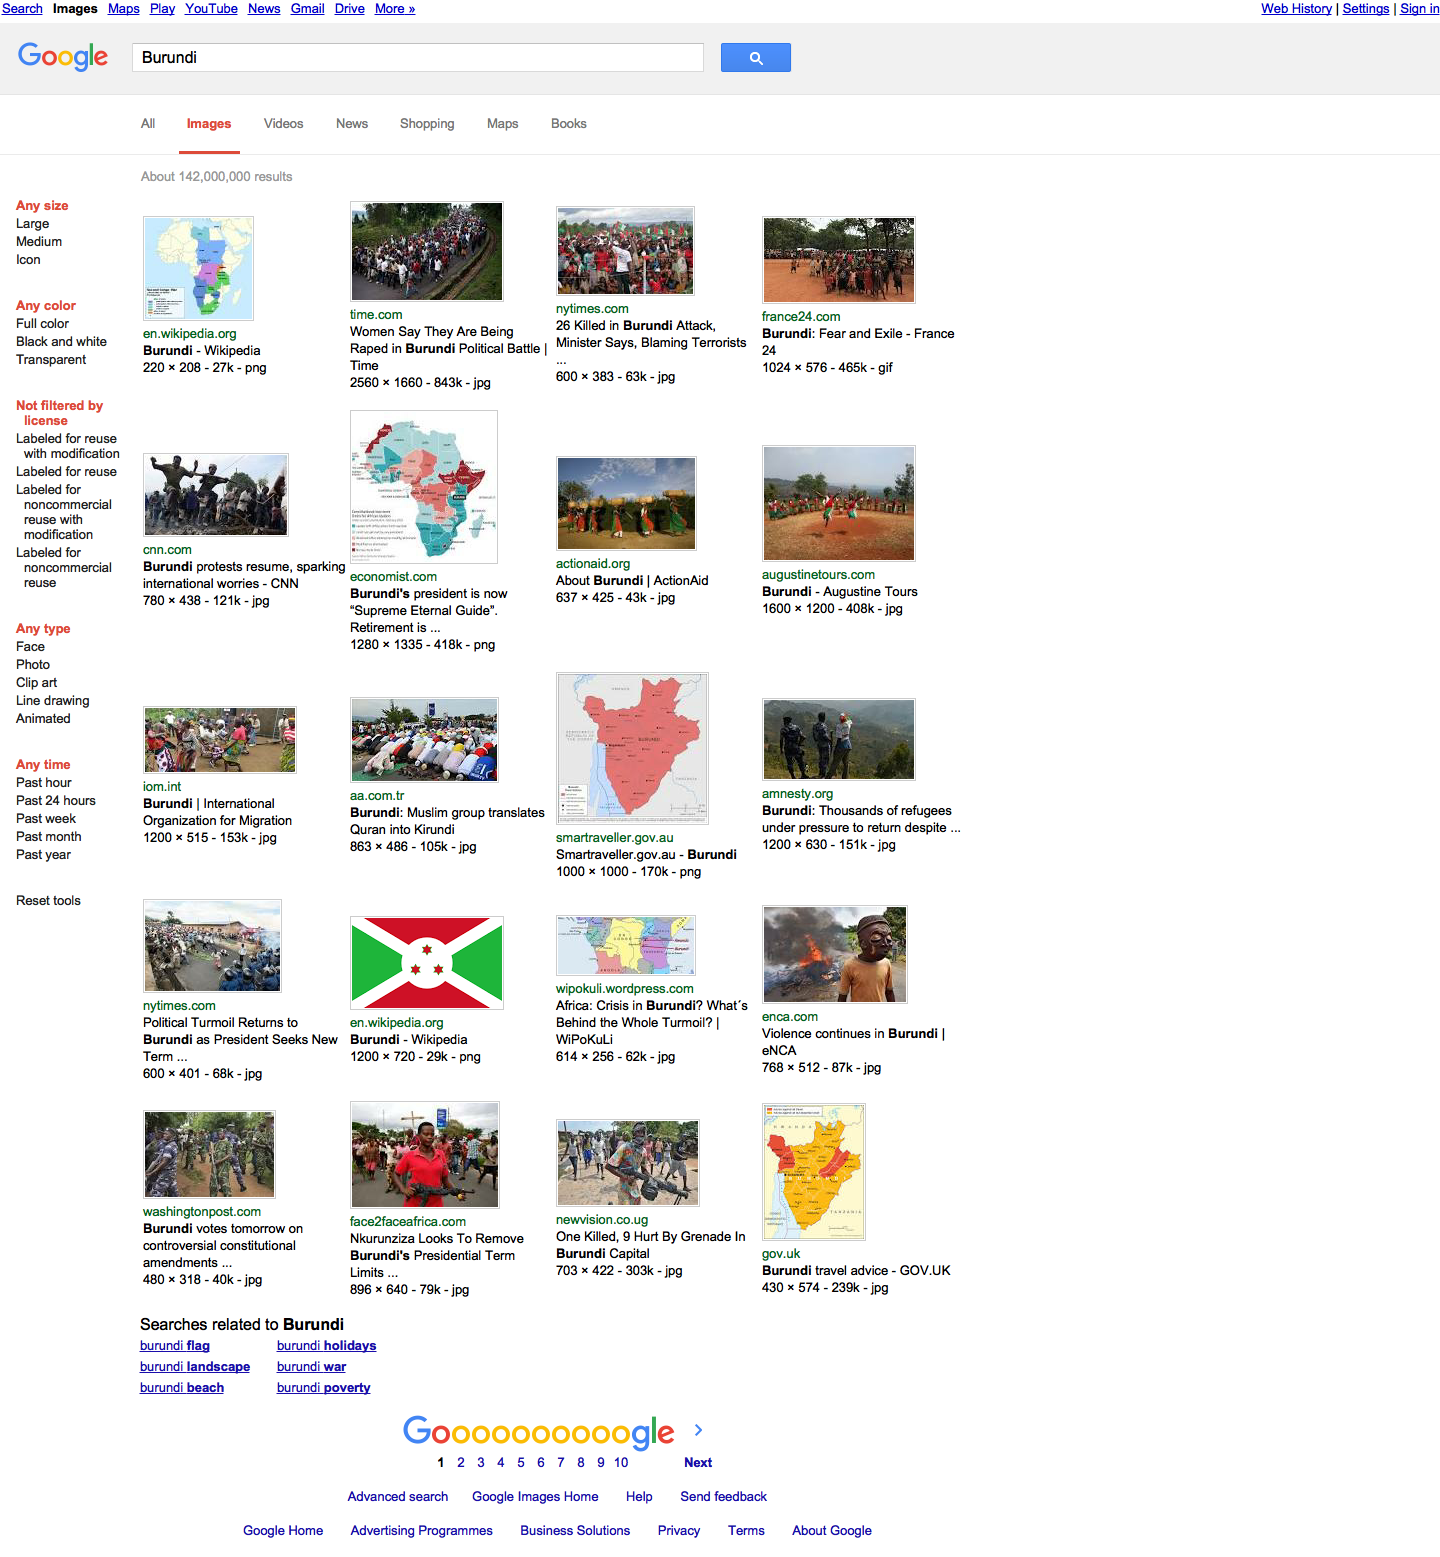 Search Images Maps Play YouTube News Gmail Drive More »
Web History | Settings | Sign in
Google
Burundi
All Images Videos News Shopping Maps Books
About 142,000,000 results
Any size
Large
Medium
Icon
Any color
Full color
Black and white
Transparent
Not filtered by
license
Labeled for reuse
with modification
Labeled for reuse
Labeled for
noncommercial
reuse with
modification
Labeled for
noncommercial
reuse
Any type
Face
Photo
Clip art
Line drawing
Animated
Any time
Past hour
Past 24 hours
Past week
Past month
Past year
Reset tools
en.wikipedia.org
Burundi - Wikipedia
220 × 208 - 27k - png
time.com
Women Say They Are Being
Raped in Burundi Political Battle |
Time
2560 × 1660 - 843k - jpg
nytimes.com
26 Killed in Burundi Attack,
Minister Says, Blaming Terrorists
...
600 × 383 - 63k - jpg
france24.com
Burundi: Fear and Exile - France
24
1024 × 576 - 465k - gif
cnn.com
Burundi protests resume, sparking
international worries - CNN
780 × 438 - 121k - jpg
economist.com
Burundi's president is now
“Supreme Eternal Guide”.
Retirement is ...
1280 × 1335 - 418k - png
actionaid.org
About Burundi | ActionAid
637 × 425 - 43k - jpg
augustinetours.com
Burundi - Augustine Tours
1600 × 1200 - 408k - jpg
iom.int
Burundi | International
Organization for Migration
1200 × 515 - 153k - jpg
aa.com.tr
Burundi: Muslim group translates
Quran into Kirundi
863 × 486 - 105k - jpg
smartraveller.gov.au
Smartraveller.gov.au - Burundi
1000 × 1000 - 170k - png
amnesty.org
Burundi: Thousands of refugees
under pressure to return despite ...
1200 × 630 - 151k - jpg
nytimes.com
Political Turmoil Returns to
Burundi as President Seeks New
Term ...
600 × 401 - 68k - jpg
en.wikipedia.org
Burundi - Wikipedia
1200 × 720 - 29k - png
wipokuli.wordpress.com
Africa: Crisis in Burundi? What´s
Behind the Whole Turmoil? |
WiPoKuLi
614 × 256 - 62k - jpg
enca.com
Violence continues in Burundi |
eNCA
768 × 512 - 87k - jpg
washingtonpost.com
Burundi votes tomorrow on
controversial constitutional
amendments ...
480 × 318 - 40k - jpg
face2faceafrica.com
Nkurunziza Looks To Remove
Burundi's Presidential Term
Limits ...
896 × 640 - 79k - jpg
newvision.co.ug
One Killed, 9 Hurt By Grenade In
Burundi Capital
703 × 422 - 303k - jpg
gov.uk
Burundi travel advice - GOV.UK
430 × 574 - 239k - jpg
Searches related to Burundi
burundi flag burundi holidays
burundi landscape burundi war
burundi beach burundi poverty
Goooooooooogle
1 2 3 4 5 6 7 8 9 10 Next
Advanced search Google Images Home Help Send feedback
Google Home Advertising Programmes Business Solutions Privacy Terms About Google